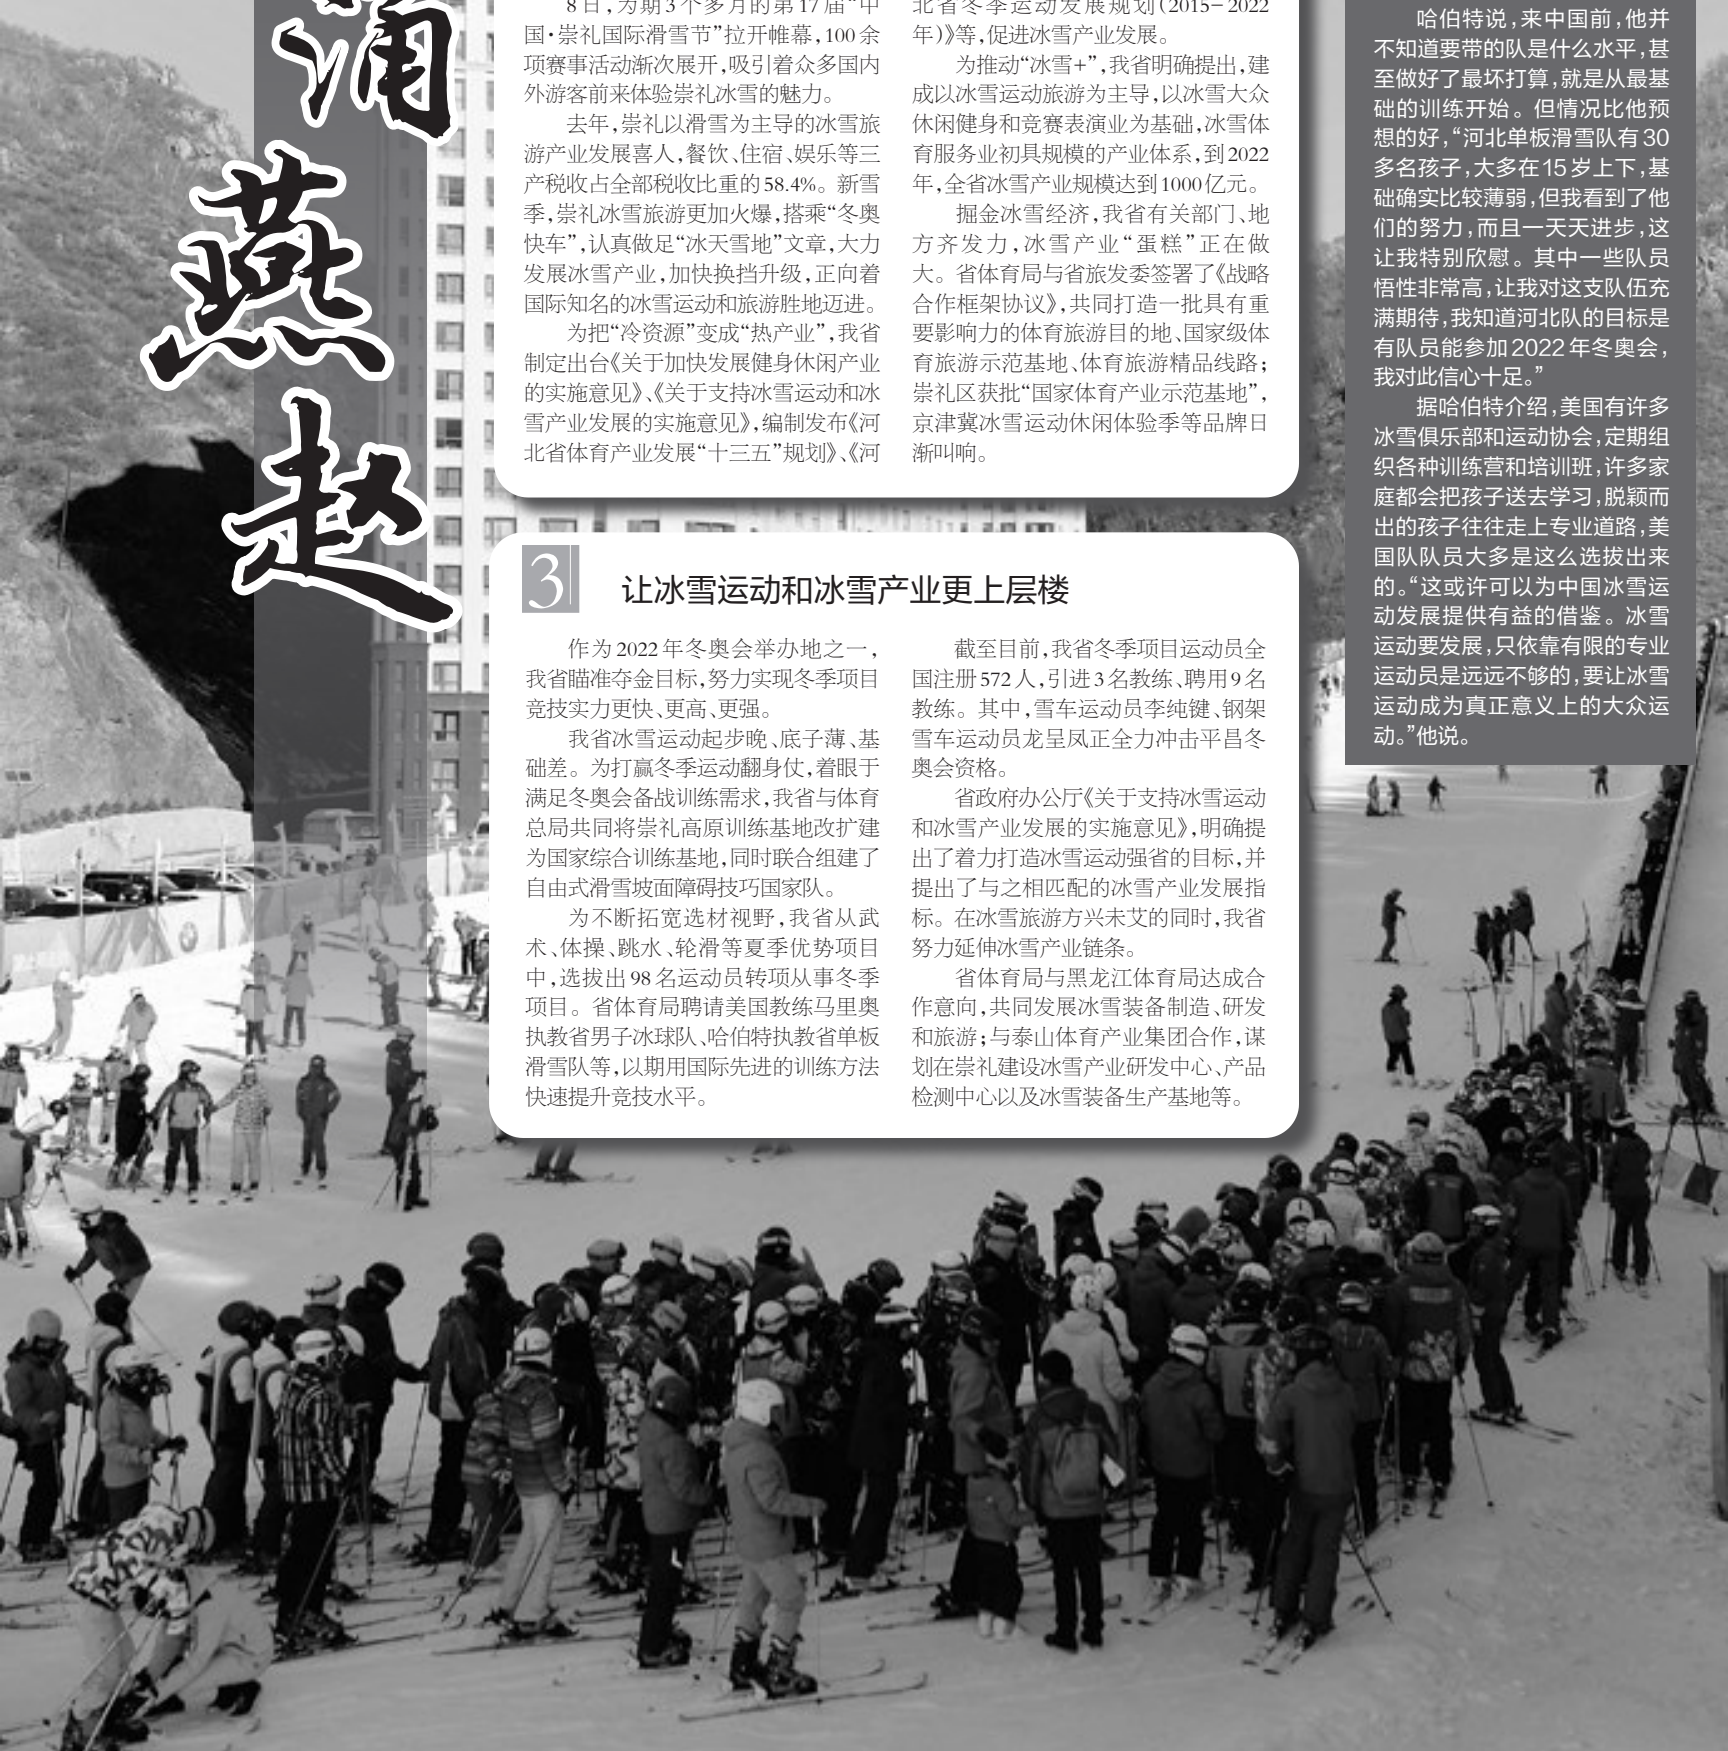 涌
燕
赵
8日，为期3个多月的第17届“中
国·崇礼国际滑雪节”拉开帷幕，100余
项赛事活动渐次展开，吸引着众多国内
外游客前来体验崇礼冰雪的魅力。
去年，崇礼以滑雪为主导的冰雪旅
游产业发展喜人，餐饮、住宿、娱乐等三
产税收占全部税收比重的58.4%。新雪
季，崇礼冰雪旅游更加火爆，搭乘“冬奥
快车”，认真做足“冰天雪地”文章，大力
发展冰雪产业，加快换挡升级，正向着
国际知名的冰雪运动和旅游胜地迈进。
为把“冷资源”变成“热产业”，我省
制定出台《关于加快发展健身休闲产业
的实施意见》、《关于支持冰雪运动和冰
雪产业发展的实施意见》，编制发布《河
北省体育产业发展“十三五”规划》、《河
北省冬季运动发展规划(2015－2022
年)》等，促进冰雪产业发展。
为推动“冰雪+”，我省明确提出，建
成以冰雪运动旅游为主导，以冰雪大众
休闲健身和竞赛表演业为基础，冰雪体
育服务业初具规模的产业体系，到2022
年，全省冰雪产业规模达到1000亿元。
掘金冰雪经济，我省有关部门、地
方齐发力，冰雪产业“蛋糕”正在做
大。省体育局与省旅发委签署了《战略
合作框架协议》，共同打造一批具有重
要影响力的体育旅游目的地、国家级体
育旅游示范基地、体育旅游精品线路；
崇礼区获批“国家体育产业示范基地”，
京津冀冰雪运动休闲体验季等品牌日
渐叫响。
3
让冰雪运动和冰雪产业更上层楼
作为2022年冬奥会举办地之一，
我省瞄准夺金目标，努力实现冬季项目
竞技实力更快、更高、更强。
我省冰雪运动起步晚、底子薄、基
础差。为打赢冬季运动翻身仗，着眼于
满足冬奥会备战训练需求，我省与体育
总局共同将崇礼高原训练基地改扩建
为国家综合训练基地，同时联合组建了
自由式滑雪坡面障碍技巧国家队。
为不断拓宽选材视野，我省从武
术、体操、跳水、轮滑等夏季优势项目
中，选拔出98名运动员转项从事冬季
项目。省体育局聘请美国教练马里奥
执教省男子冰球队、哈伯特执教省单板
滑雪队等，以期用国际先进的训练方法
快速提升竞技水平。
截至目前，我省冬季项目运动员全
国注册572人，引进3名教练、聘用9名
教练。其中，雪车运动员李纯键、钢架
雪车运动员龙呈凤正全力冲击平昌冬
奥会资格。
省政府办公厅《关于支持冰雪运动
和冰雪产业发展的实施意见》，明确提
出了着力打造冰雪运动强省的目标，并
提出了与之相匹配的冰雪产业发展指
标。在冰雪旅游方兴未艾的同时，我省
努力延伸冰雪产业链条。
省体育局与黑龙江体育局达成合
作意向，共同发展冰雪装备制造、研发
和旅游；与泰山体育产业集团合作，谋
划在崇礼建设冰雪产业研发中心、产品
检测中心以及冰雪装备生产基地等。
哈伯特说，来中国前，他并
不知道要带的队是什么水平，甚
至做好了最坏打算，就是从最基
础的训练开始。但情况比他预
想的好，“河北单板滑雪队有30
多名孩子，大多在15岁上下，基
础确实比较薄弱，但我看到了他
们的努力，而且一天天进步，这
让我特别欣慰。其中一些队员
悟性非常高，让我对这支队伍充
满期待，我知道河北队的目标是
有队员能参加2022年冬奥会，
我对此信心十足。”
据哈伯特介绍，美国有许多
冰雪俱乐部和运动协会，定期组
织各种训练营和培训班，许多家
庭都会把孩子送去学习，脱颖而
出的孩子往往走上专业道路，美
国队队员大多是这么选拔出来
的。“这或许可以为中国冰雪运
动发展提供有益的借鉴。冰雪
运动要发展，只依靠有限的专业
运动员是远远不够的，要让冰雪
运动成为真正意义上的大众运
动。”他说。